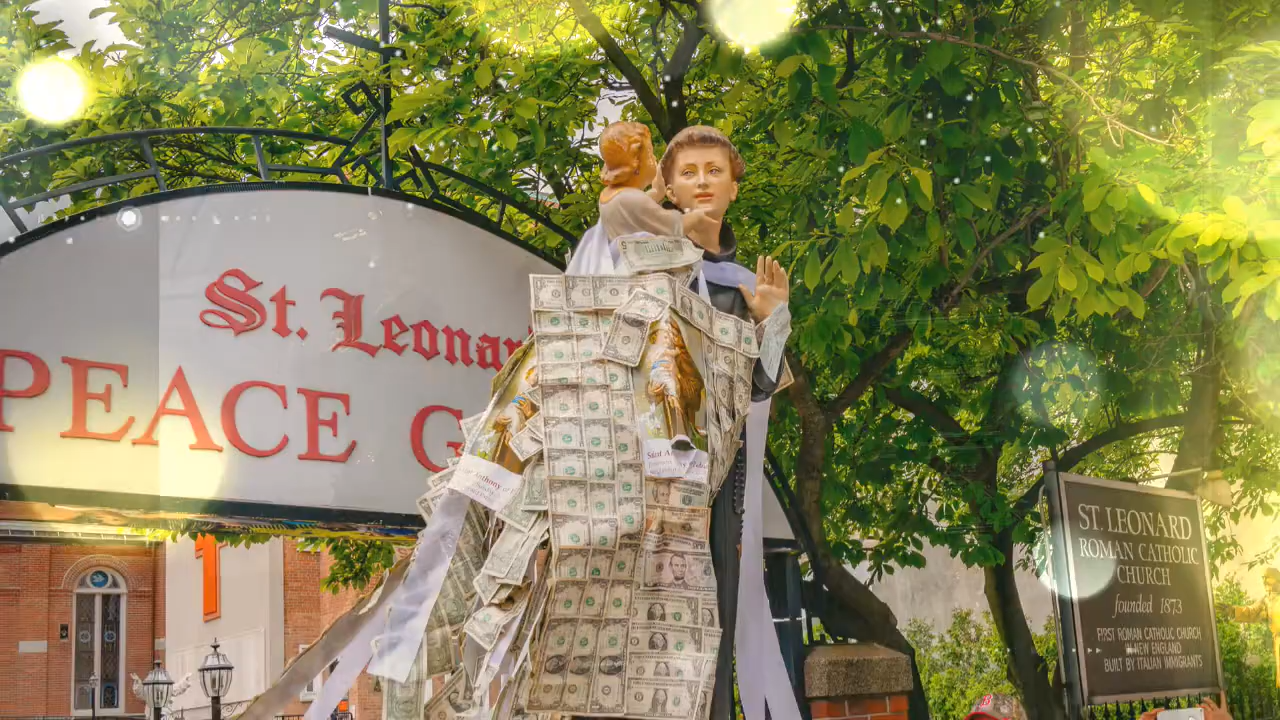 St. Leonar
PEACE G
ST. LEONARD
ROMAN CATHOLIC
CHURCH
founded 1873
FIRST ROMAN CATHOLIC CHURCH
IN NEW ENGLAND
BUILT BY ITALIAN IMMIGRANTS